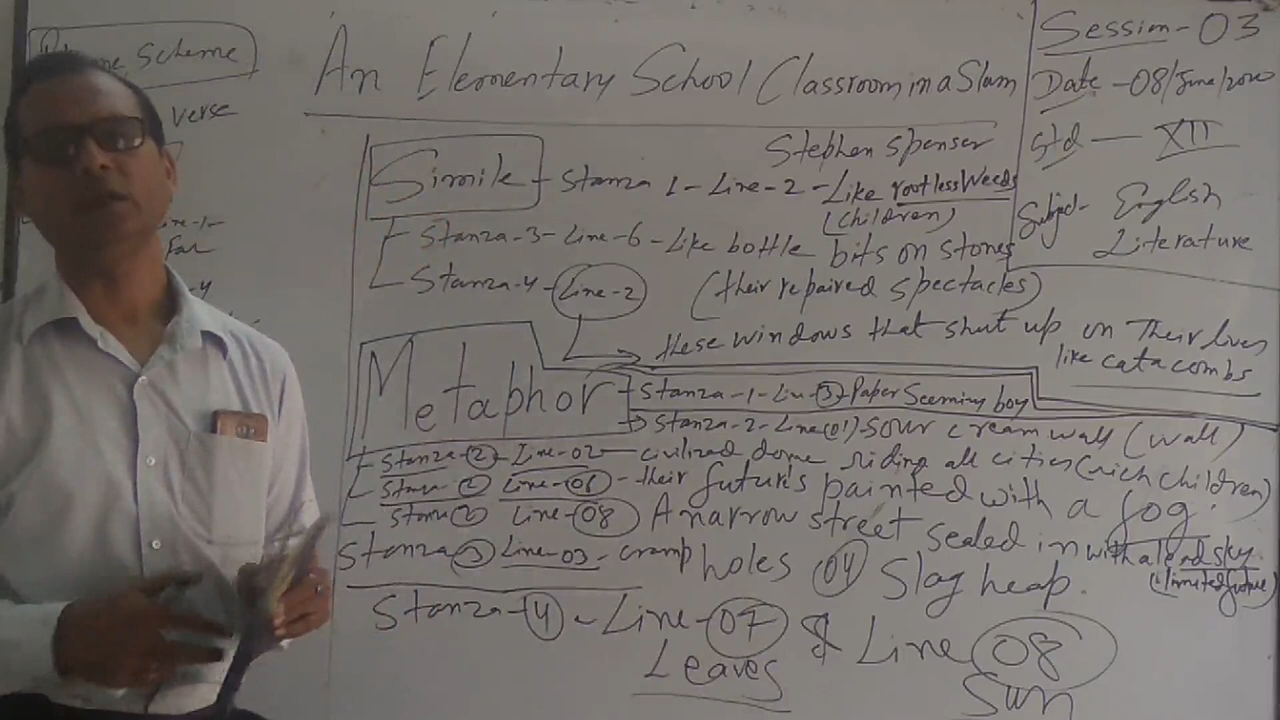 Scheme
verse
An Elementary School Classroom in a Slam
Stephen Spenser
Session - 03
Date - 08/June/2020
Std - XII
Subject - English
Literature
Simile - Stanza 1 - Line - 2 - Like rootless Weeds
(Children)
Stanza - 3 - Line - 6 - Like bottle bits on stones
(their repaired spectacles)
Stanza - 4 - Line - 2
these windows that shut up on Their lives
like catacombs
Metaphor - Stanza - 1 - Line - 3 - Paper Seeming boy
Stanza - 2 - Line (01) - Sour cream wall (wall)
Stanza - 2 - Line - 02 - civilized dome riding all cities (rich children)
Stanza 2 Line - 06 - their future's painted with a fog.
Stanza 2 Line - 08 A narrow street sealed in with a lead sky
(limited future)
Stanza 3 Line - 03 - cramp holes 04 Slag heap.
Stanza - 4 - Line - 07 & Line 08
Leaves
Sun